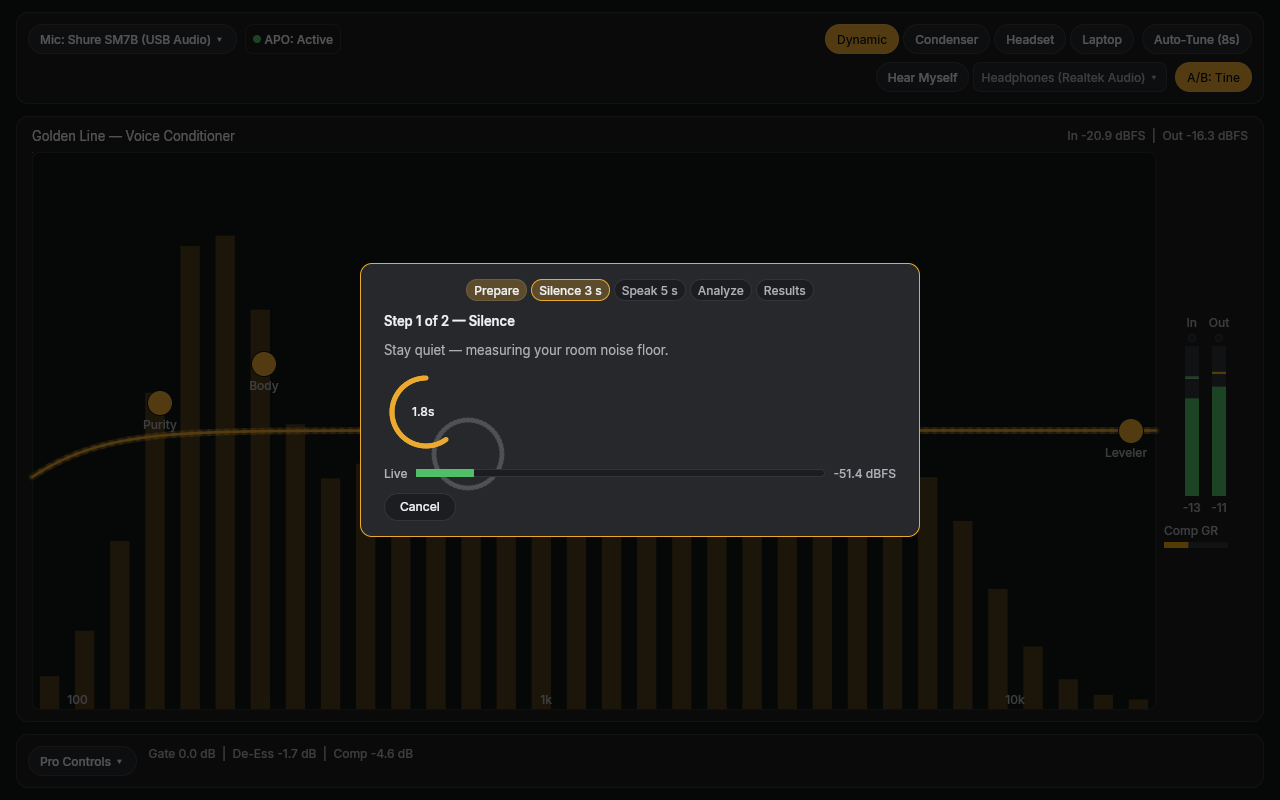 Mic: Shure SM7B (USB Audio) ▾
APO: Active
Dynamic
Condenser
Headset
Laptop
Auto-Tune (8s)
Hear Myself
Headphones (Realtek Audio) ▾
A/B: Tine
Golden Line — Voice Conditioner
In -20.9 dBFS | Out -16.3 dBFS
Prepare
Silence 3 s
Speak 5 s
Analyze
Results
Step 1 of 2 — Silence
Stay quiet — measuring your room noise floor.
1.8s
Live
-51.4 dBFS
Cancel
Body
Purity
Leveler
In
Out
-13
-11
Comp GR
100
1k
10k
Pro Controls ▾
Gate 0.0 dB | De-Ess -1.7 dB | Comp -4.6 dB